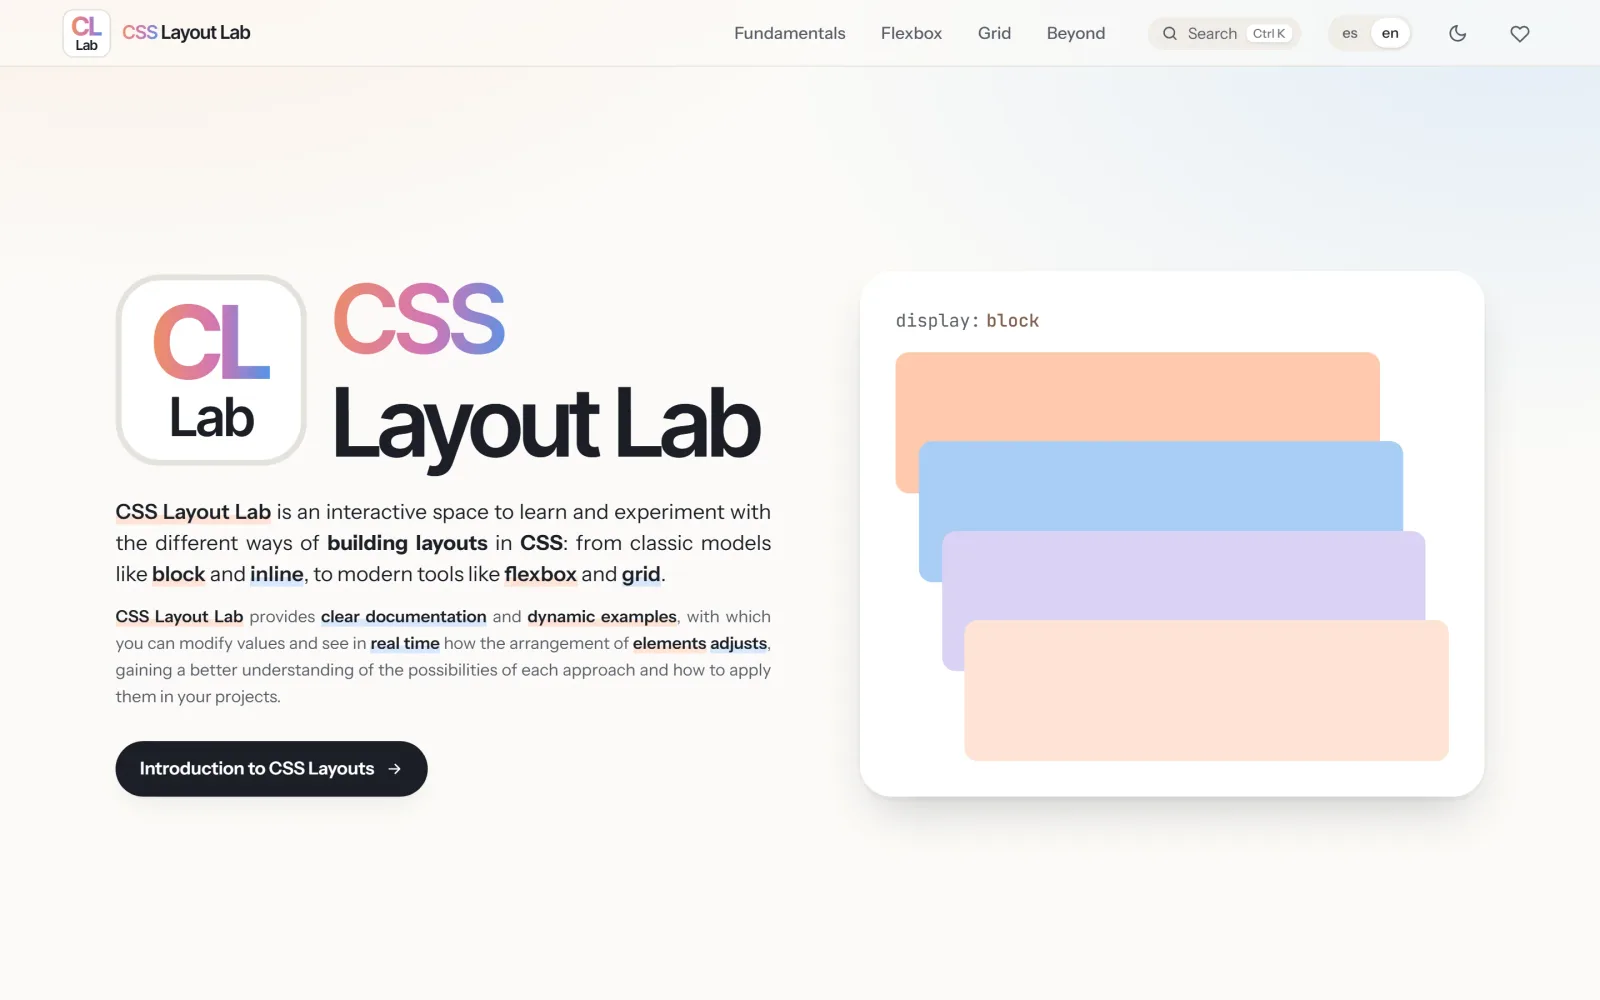 CL
Lab
CSS Layout Lab
Fundamentals
Flexbox
Grid
Beyond
Search
Ctrl K
es
en
CL
Lab
CSS
Layout Lab
CSS Layout Lab is an interactive space to learn and experiment with
the different ways of building layouts in CSS: from classic models
like block and inline, to modern tools like flexbox and grid.
CSS Layout Lab provides clear documentation and dynamic examples, with which
you can modify values and see in real time how the arrangement of elements adjusts,
gaining a better understanding of the possibilities of each approach and how to apply
them in your projects.
Introduction to CSS Layouts →
display: block